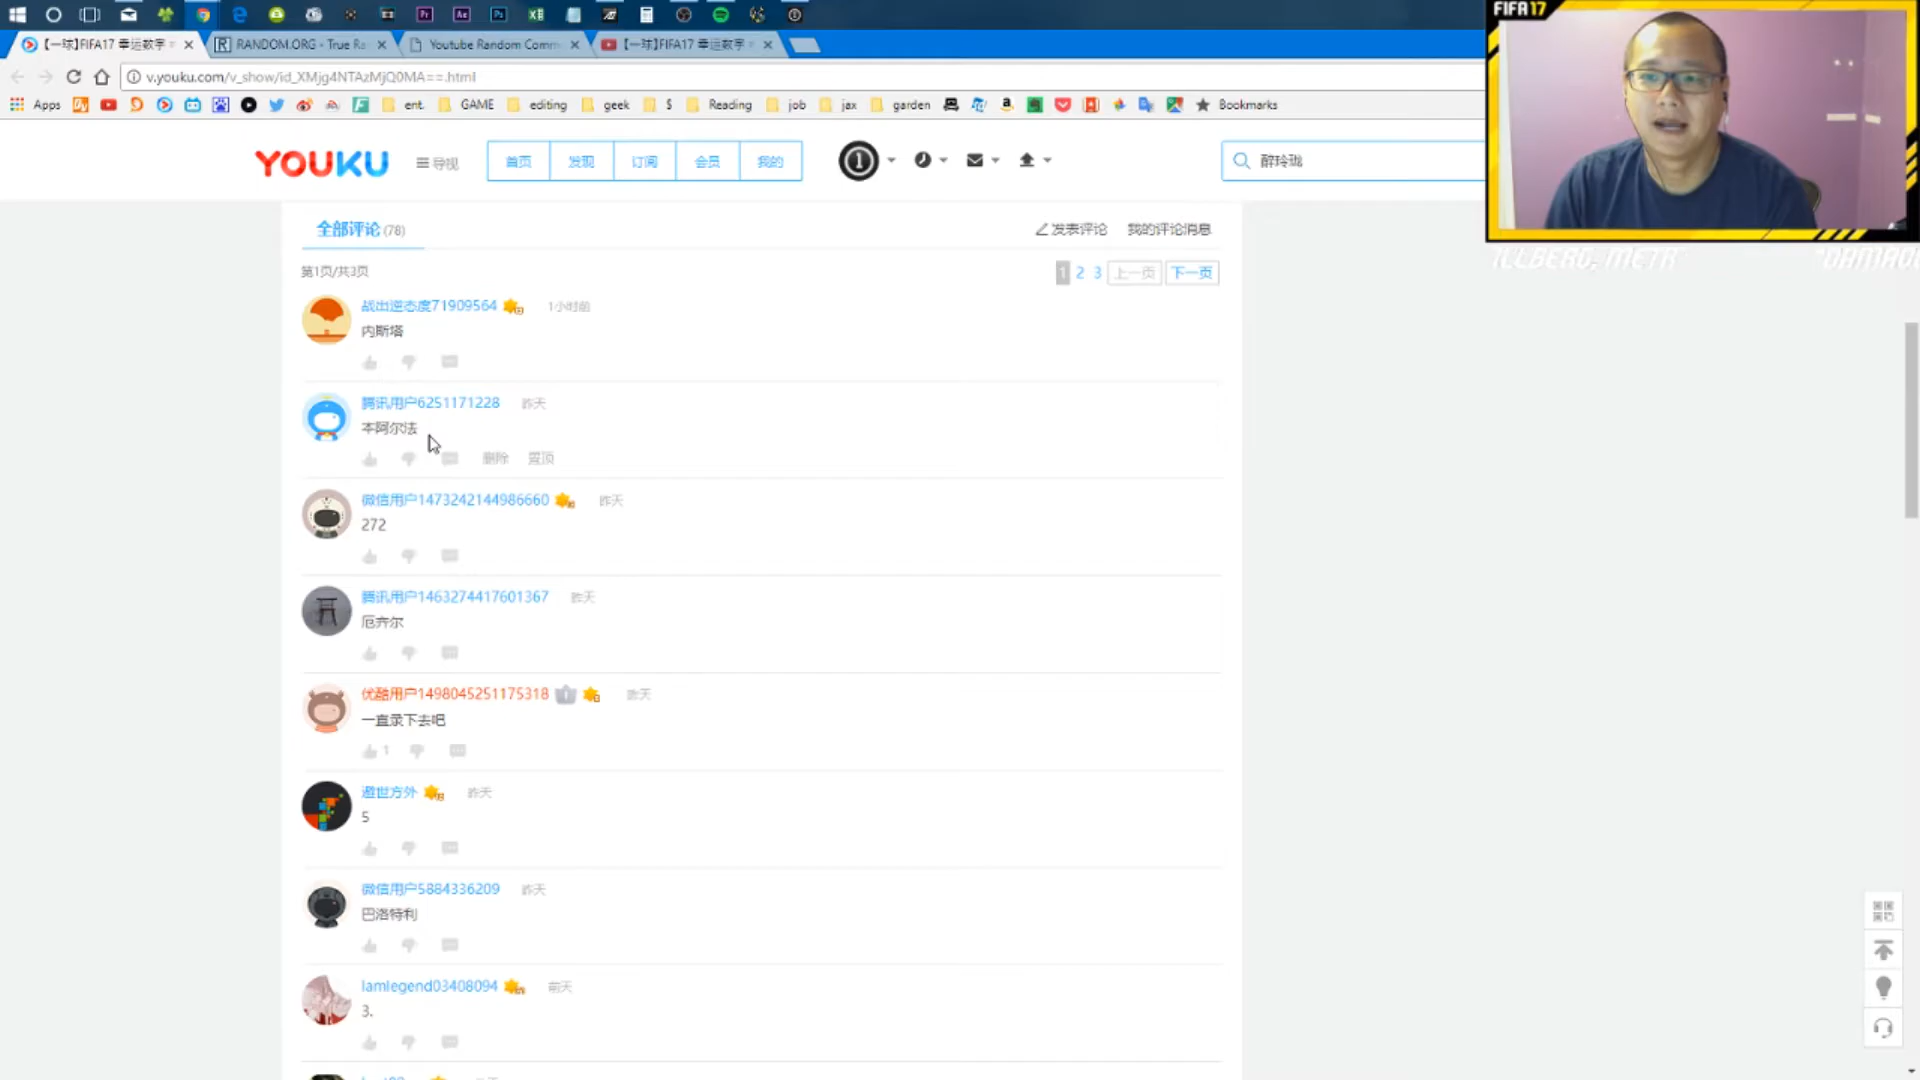 【一球】FIFA17 幸运数字
RANDOM.ORG - True Ra
Youtube Random Comm
【一球】FIFA17 幸运数字
v.youku.com/v_show/id_XMjg4NTAzMjQ0MA==.html
Apps
ent.
GAME
editing
geek
$
Reading
job
jax
garden
Bookmarks
FIFA 17
YOUKU
导视
首页
发现
订阅
会员
我的
醉玲珑
全部评论 (78)
发表评论
我的评论消息
第1页/共3页
1 2 3 上一页 下一页
战出逆态度71909564 1小时前
内斯塔
腾讯用户6251171228 昨天
本阿尔法
删除 置顶
微信用户1473242144986660 昨天
272
腾讯用户1463274417601367 昨天
厄齐尔
优酷用户1498045251175318 昨天
一直录下去吧
1
遊世方外 昨天
5
微信用户5884336209 昨天
巴洛特利
lamlegend03408094 前天
3.